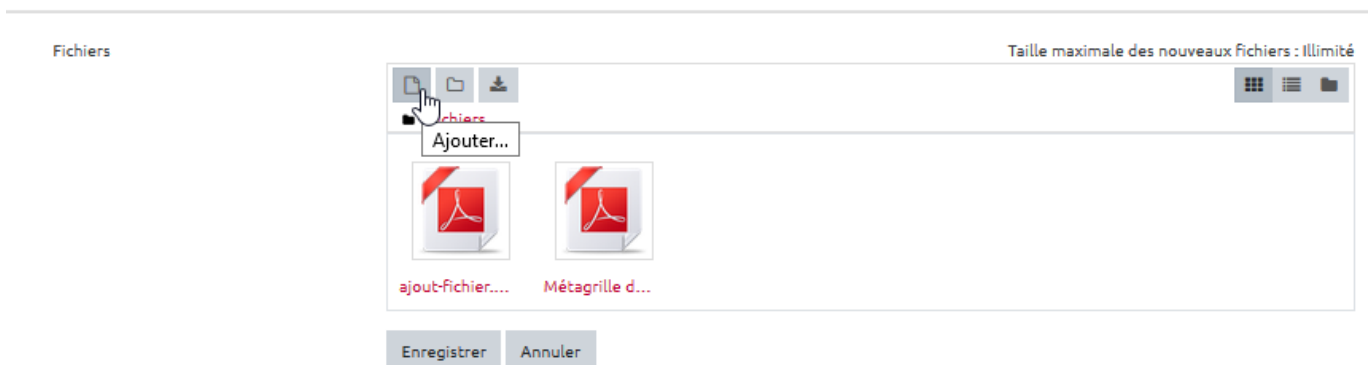 Fichiers
Taille maximale des nouveaux fichiers : Illimité
Ajouter...
ajout-fichier....
Métagrille d...
Enregistrer
Annuler